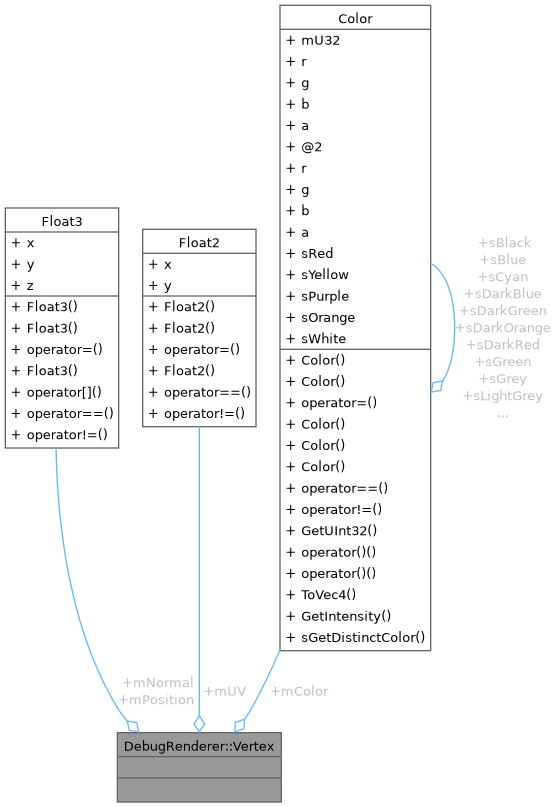 Color
+ mU32
+ r
+ g
+ b
+ a
+ @2
+ r
+ g
+ b
+ a
+ sRed
+ sYellow
+ sPurple
+ sOrange
+ sWhite
+ Color()
+ Color()
+ operator=()
+ Color()
+ Color()
+ Color()
+ operator==()
+ operator!=()
+ GetUInt32()
+ operator()()
+ operator()()
+ ToVec4()
+ GetIntensity()
+ sGetDistinctColor()
+sBlack
+sBlue
+sCyan
+sDarkBlue
+sDarkGreen
+sDarkOrange
+sDarkRed
+sGreen
+sGrey
+sLightGrey
...
Float3
+ x
+ y
+ z
+ Float3()
+ Float3()
+ operator=()
+ Float3()
+ operator[]()
+ operator==()
+ operator!=()
Float2
+ x
+ y
+ Float2()
+ Float2()
+ operator=()
+ Float2()
+ operator==()
+ operator!=()
+mNormal
+mPosition
+mUV
+mColor
DebugRenderer::Vertex